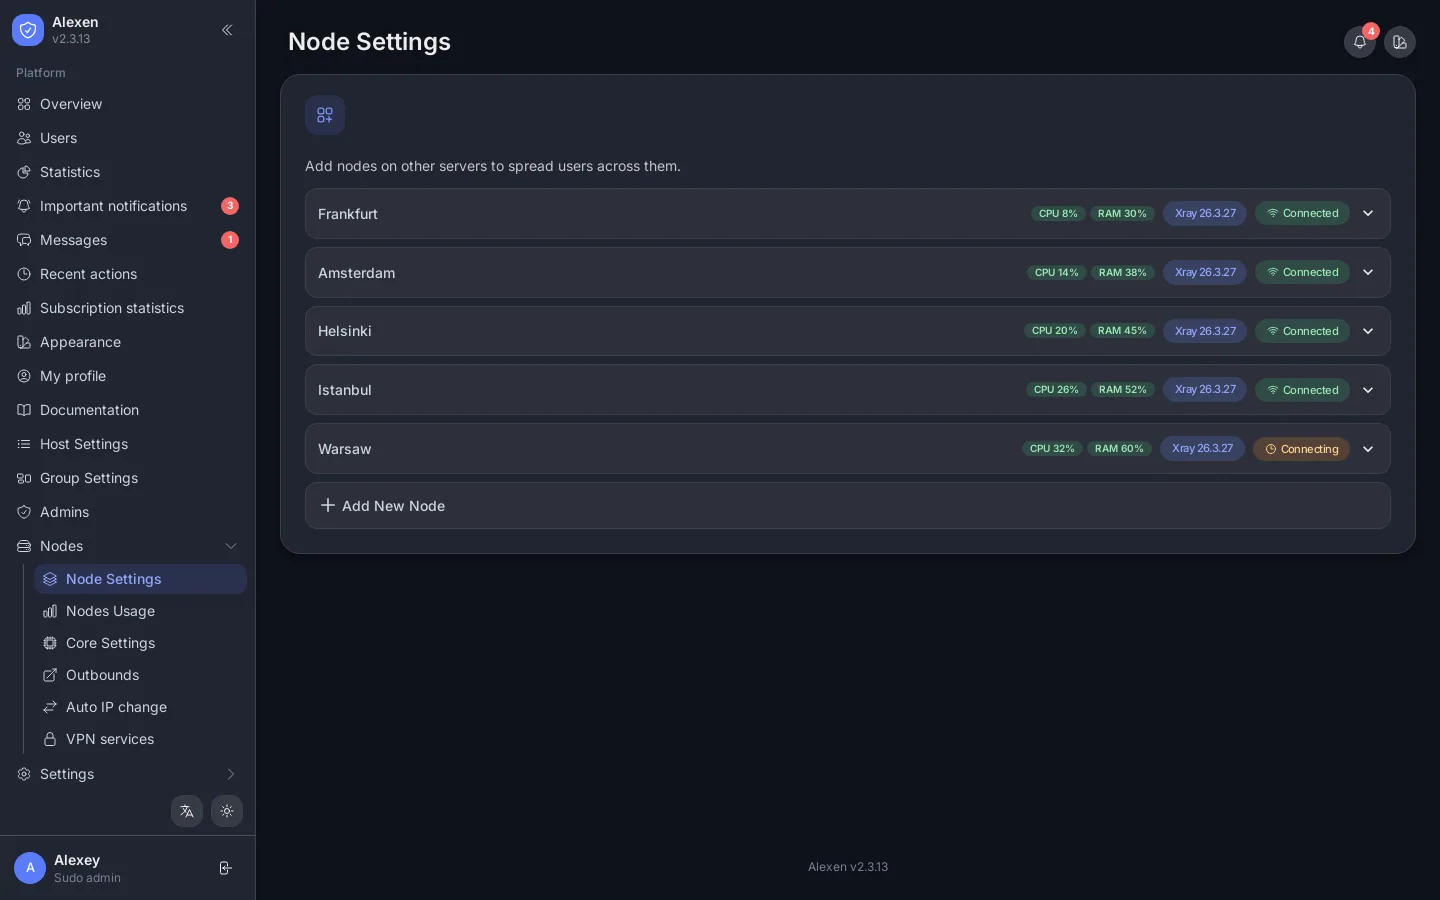 Alexen
v2.3.13
Platform
Overview
Users
Statistics
Important notifications 3
Messages 1
Recent actions
Subscription statistics
Appearance
My profile
Documentation
Host Settings
Group Settings
Admins
Nodes
Node Settings
Nodes Usage
Core Settings
Outbounds
Auto IP change
VPN services
Settings
A
Alexey
Sudo admin
Node Settings
4
Add nodes on other servers to spread users across them.
Frankfurt CPU 8% RAM 30% Xray 26.3.27 Connected
Amsterdam CPU 14% RAM 38% Xray 26.3.27 Connected
Helsinki CPU 20% RAM 45% Xray 26.3.27 Connected
Istanbul CPU 26% RAM 52% Xray 26.3.27 Connected
Warsaw CPU 32% RAM 60% Xray 26.3.27 Connecting
Add New Node
Alexen v2.3.13